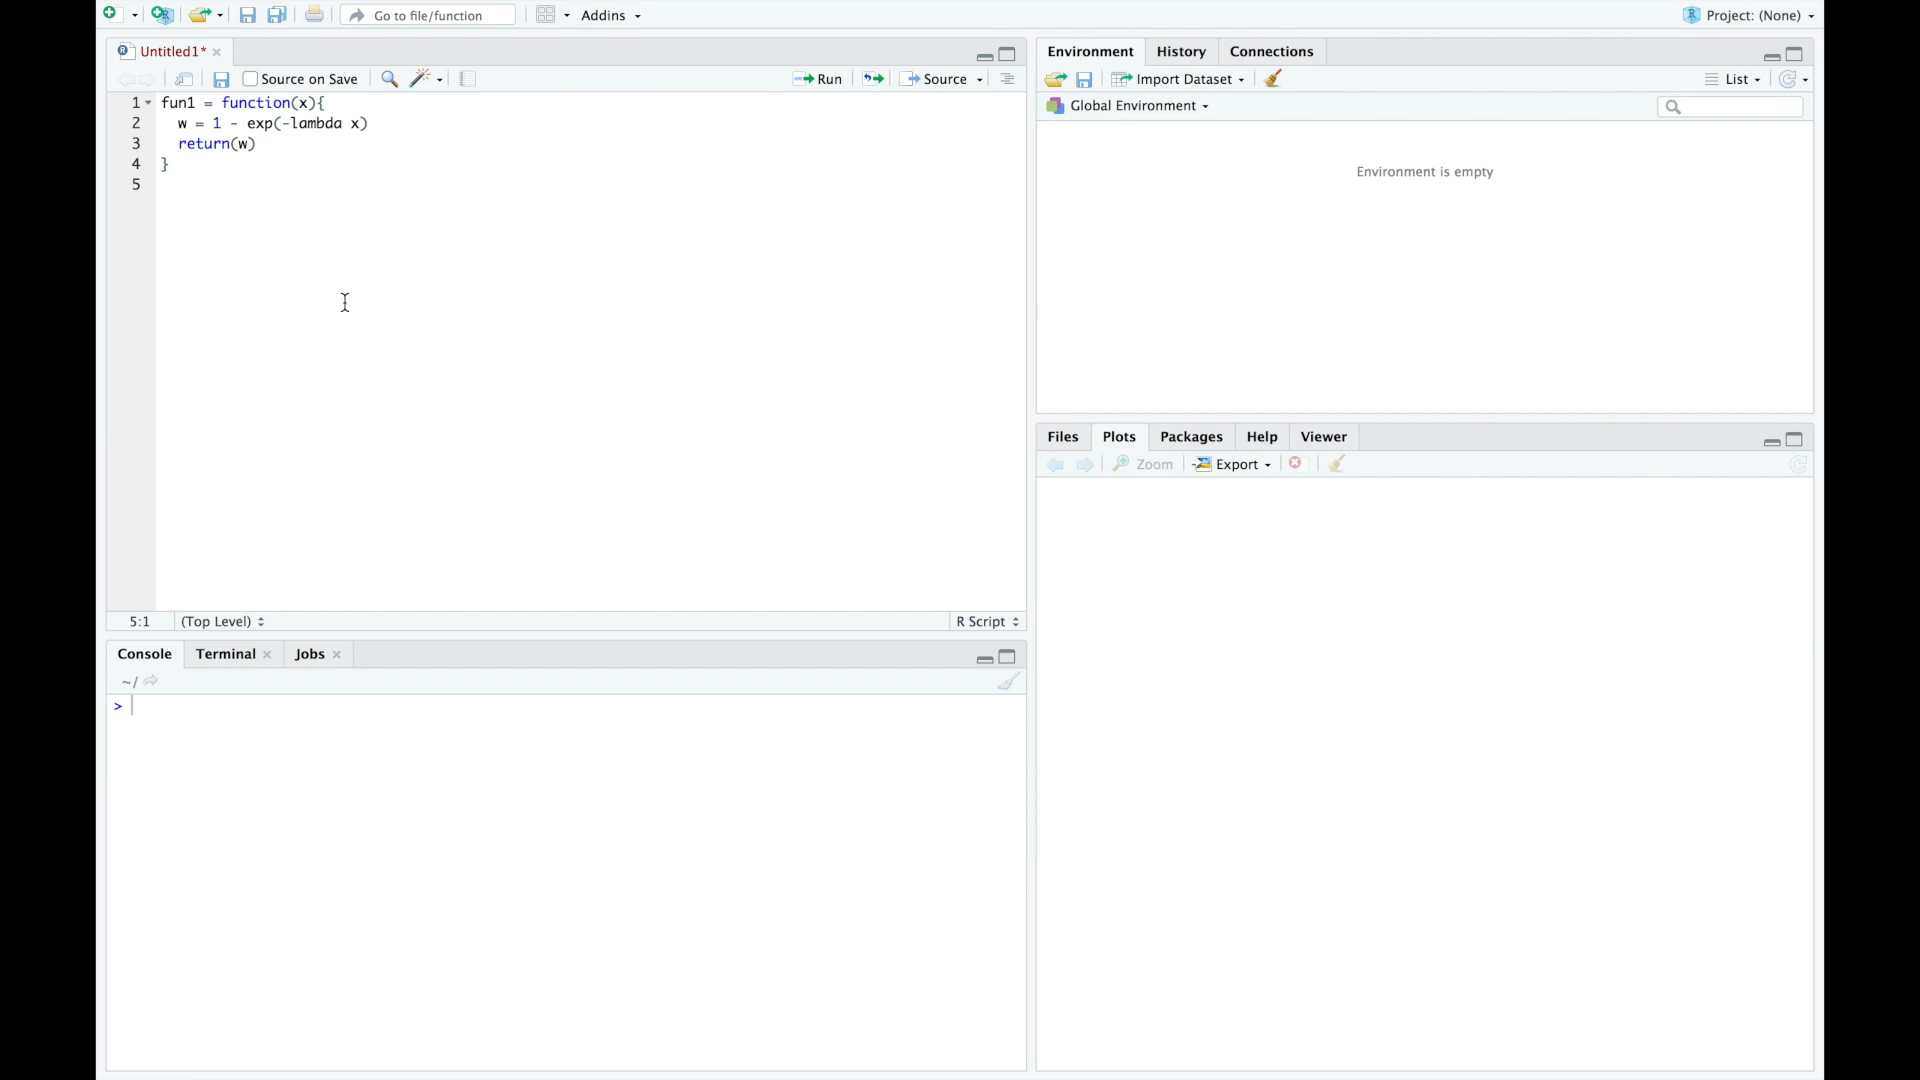 Go to file/function
Addins
Project: (None)
Untitled1*
Source on Save
Run
Source
1 fun1 = function(x){
2   w = 1 - exp(-lambda x)
3   return(w)
4 }
5
5:1
(Top Level)
R Script
Console
Terminal
Jobs
~/
>
Environment
History
Connections
Import Dataset
List
Global Environment
Environment is empty
Files
Plots
Packages
Help
Viewer
Zoom
Export